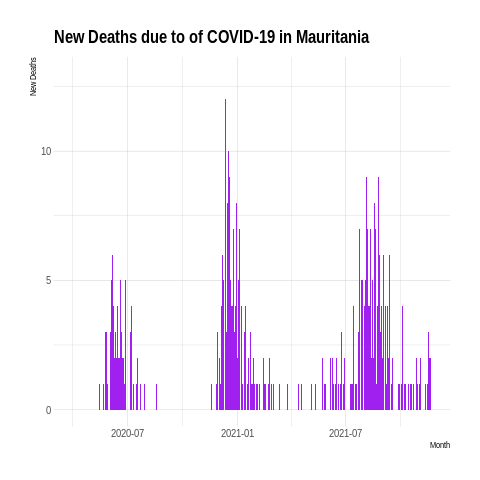 New Deaths due to of COVID-19 in Mauritania
New Deaths
10
5
0
2020-07
2021-01
2021-07
Month